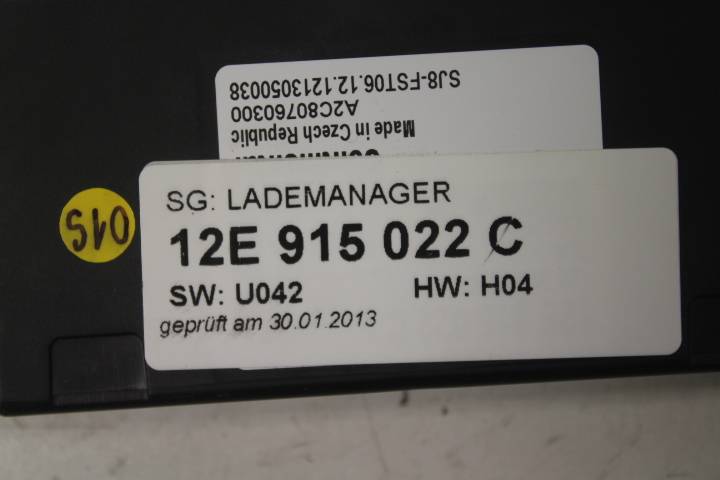 SJ8-FST06.12.1213050038
A2C80760300
Made in Czech Republic
SG: LADEMANAGER
12E 915 022 C
SW: U042 HW: H04
geprüft am 30.01.2013